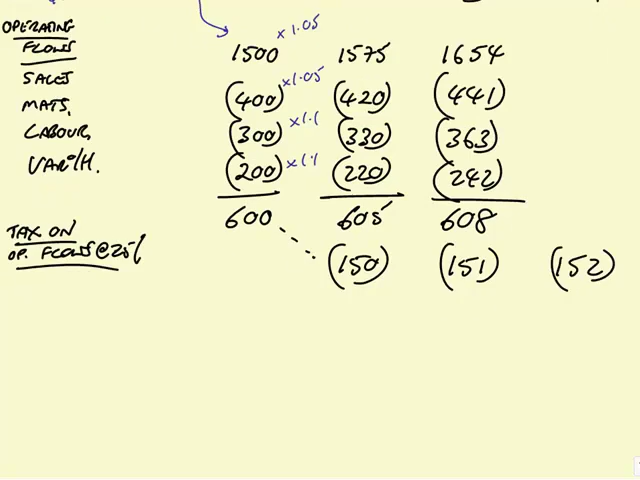 OPERATING
FLOWS
×1.05
1500 1575 1654
SALES
×1.05
MATS. (400) (420) (441)
LABOUR, (300) ×1.1 (330) (363)
VAR O/H. (200) ×1.1 (220) (242)
600 605 608
TAX ON
OP. FLOWS @ 25% (150) (151) (152)